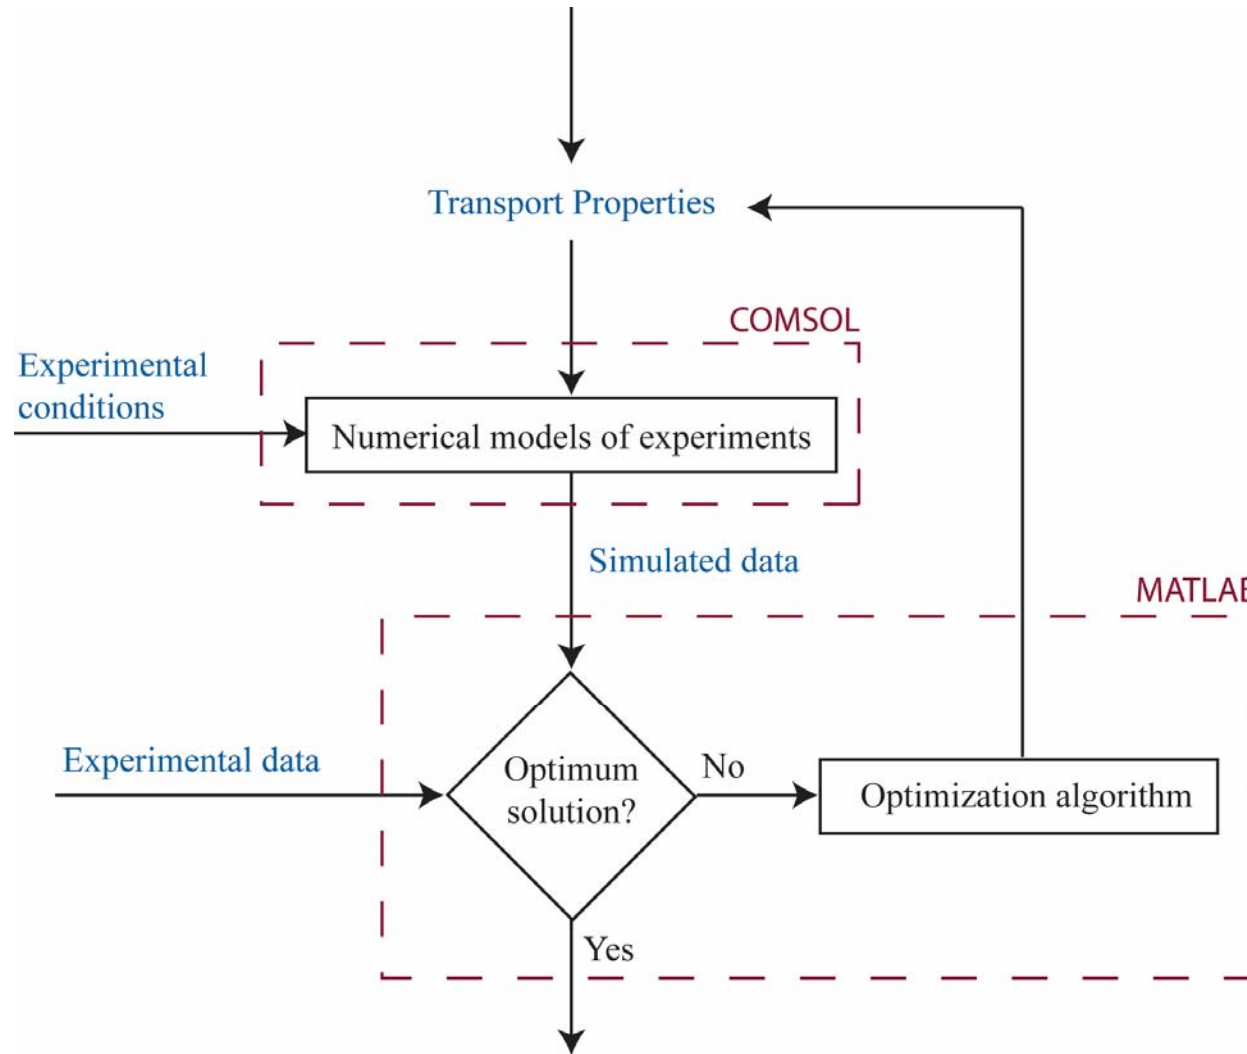 Transport Properties
COMSOL
Experimental
conditions
Numerical models of experiments
Simulated data
MATLAB
Experimental data
Optimum
solution?
No
Optimization algorithm
Yes